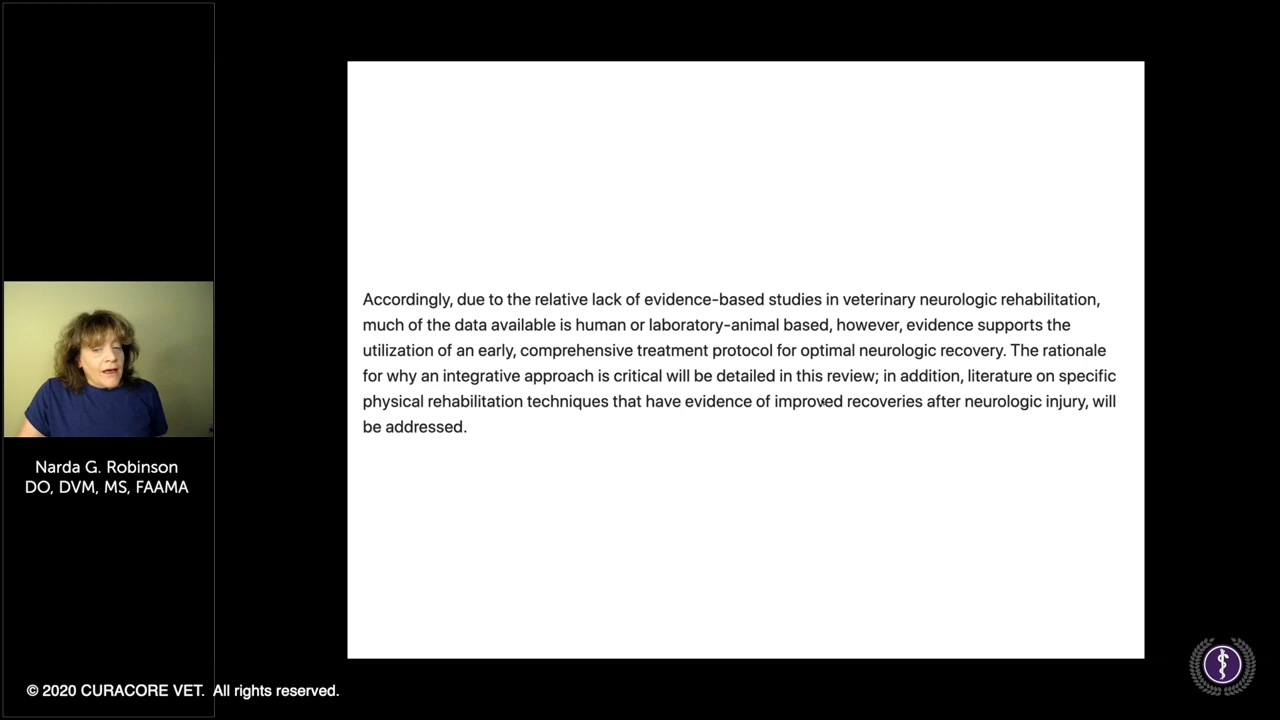 Accordingly, due to the relative lack of evidence-based studies in veterinary neurologic rehabilitation,
much of the data available is human or laboratory-animal based, however, evidence supports the
utilization of an early, comprehensive treatment protocol for optimal neurologic recovery. The rationale
for why an integrative approach is critical will be detailed in this review; in addition, literature on specific
physical rehabilitation techniques that have evidence of improved recoveries after neurologic injury, will
be addressed.
Narda G. Robinson
DO, DVM, MS, FAAMA
© 2020 CURACORE VET. All rights reserved.